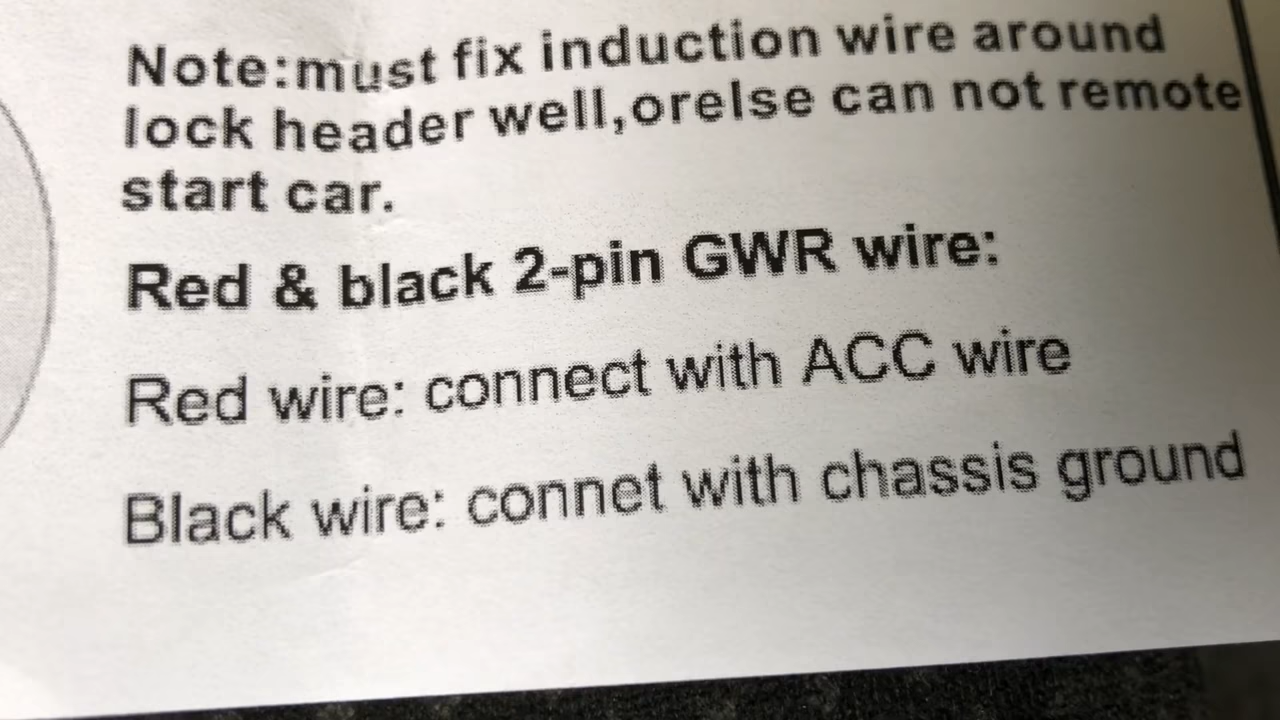 Note:must fix induction wire around
lock header well,orelse can not remote
start car.
Red & black 2-pin GWR wire:
Red wire: connect with ACC wire
Black wire: connet with chassis ground